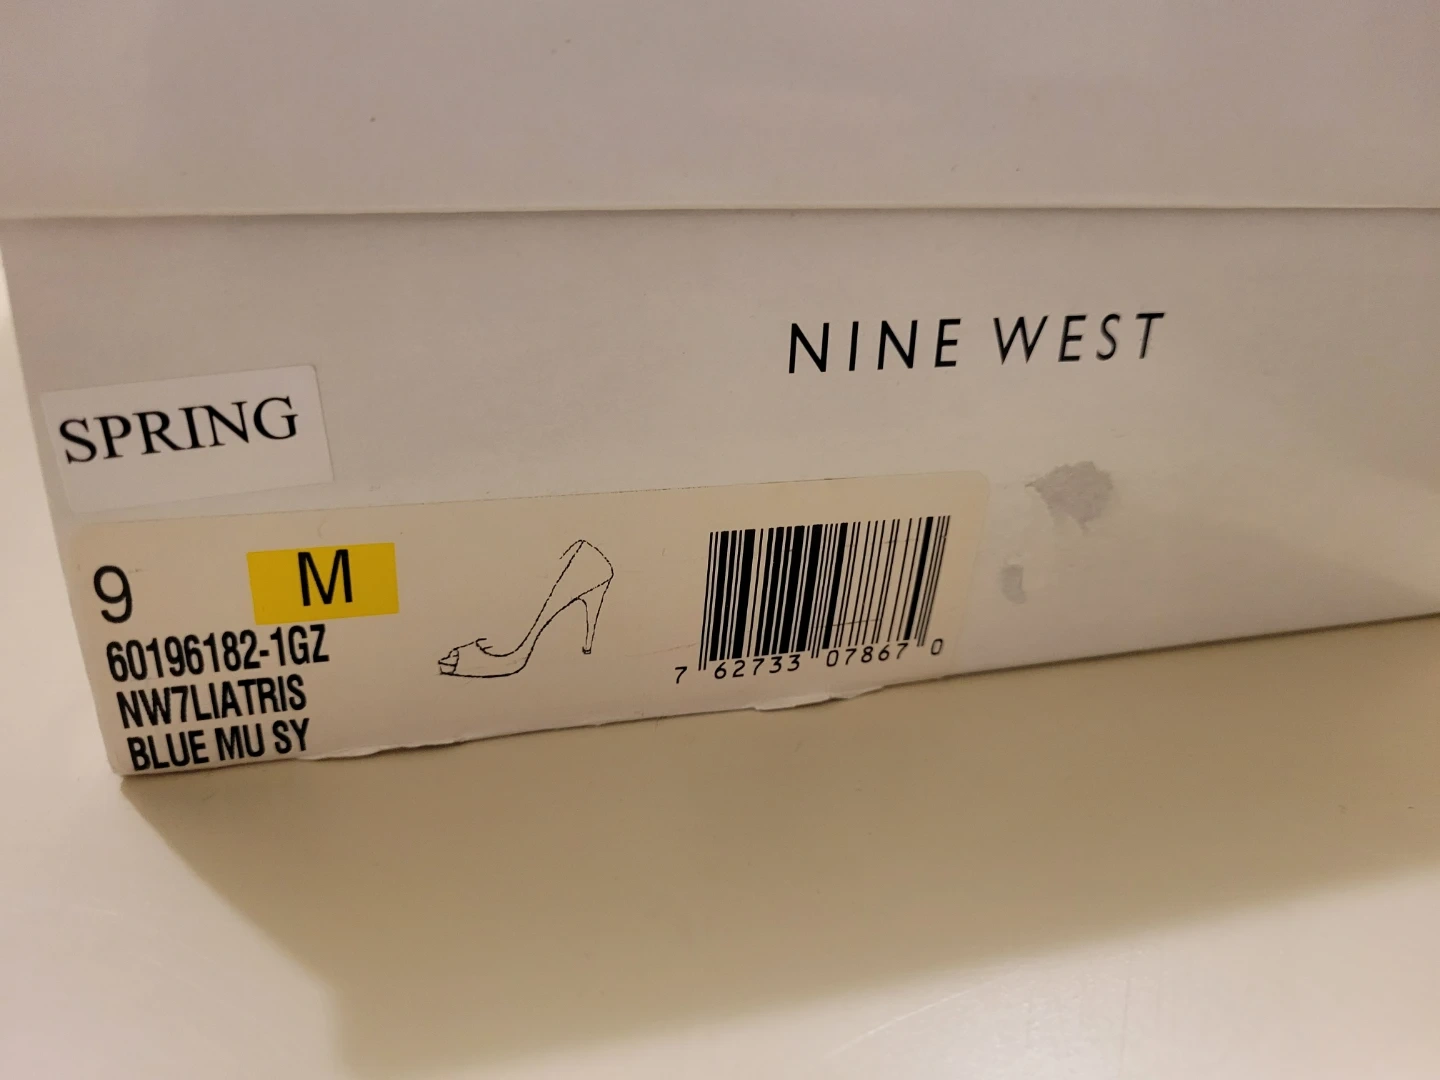 NINE WEST
SPRING
9 M
60196182-1GZ
NW7LIATRIS
BLUE MU SY
7 62733 07867 0